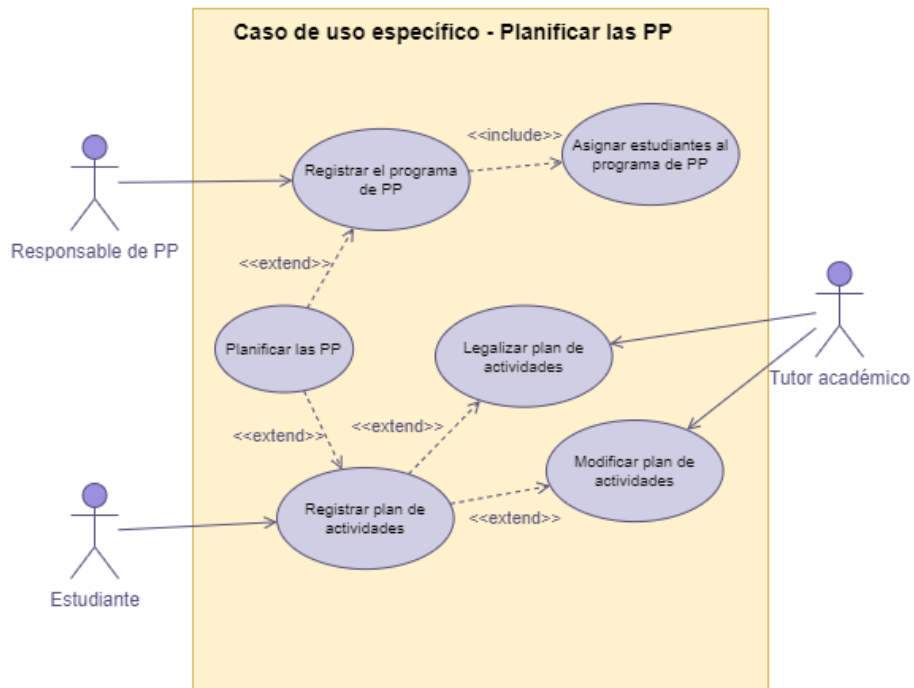 Caso de uso específico - Planificar las PP
<<include>>
Asignar estudiantes al
programa de PP
Registrar el programa
de PP
Responsable de PP
<<extend>>
Planificar las PP
Legalizar plan de
actividades
Tutor académico
<<extend>>
<<extend>>
Modificar plan de
actividades
Registrar plan de
actividades
<<extend>>
Estudiante